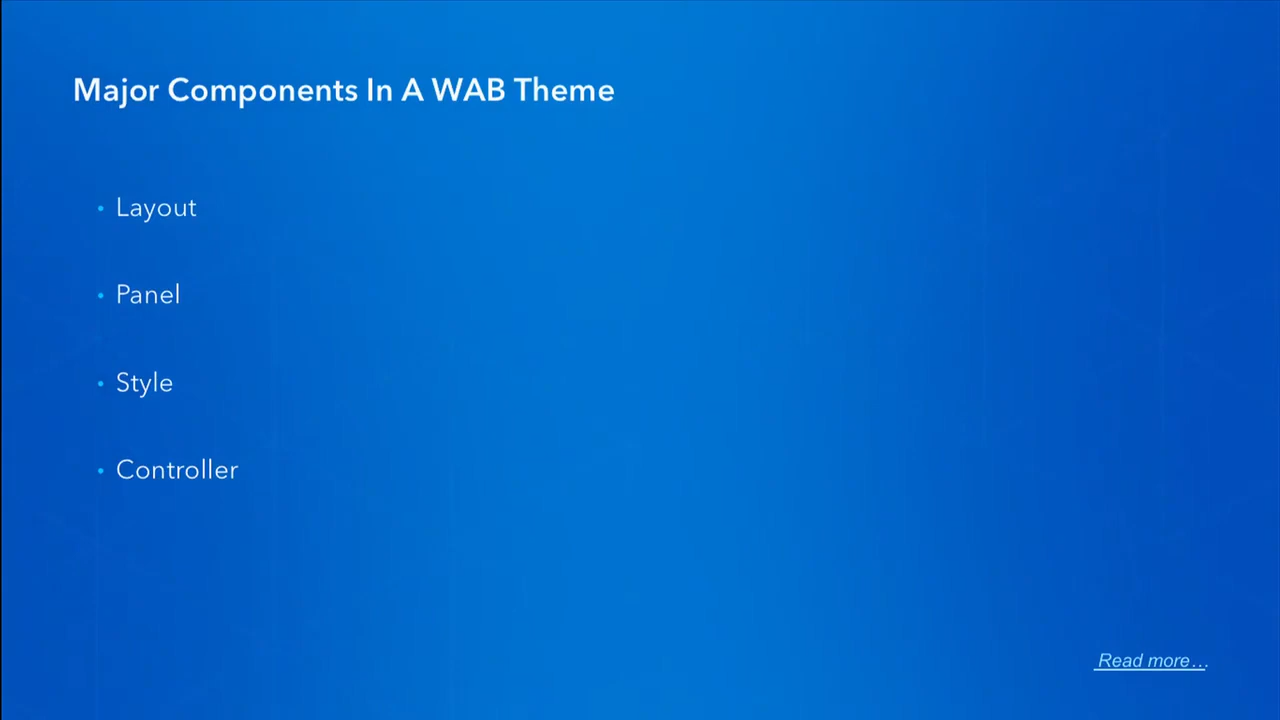 Major Components In A WAB Theme
• Layout
• Panel
• Style
• Controller
Read more…